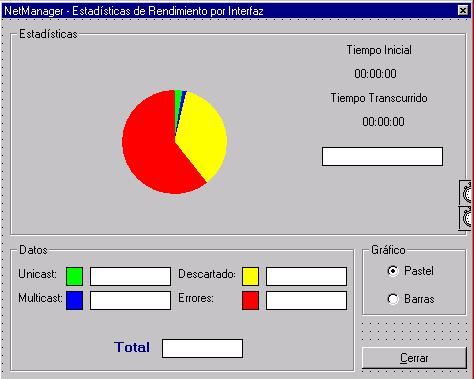 NetManager - Estadísticas de Rendimiento por Interfaz
Estadísticas
Tiempo Inicial
00:00:00
Tiempo Transcurrido
00:00:00
Datos
Unicast:
Descartado:
Multicast:
Errores:
Total
Gráfico
Pastel
Barras
Cerrar